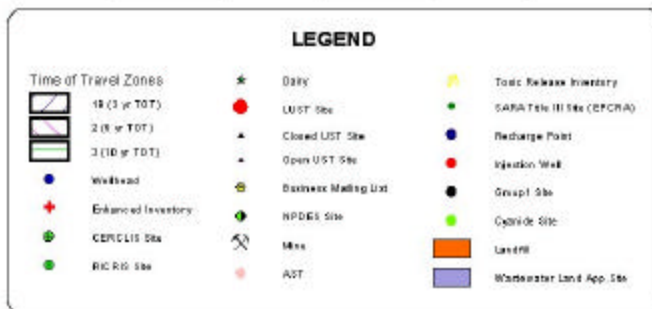 LEGEND
Time of Travel Zones
1B (3 yr TOT)
2 (6 yr TOT)
3 (10 yr TOT)
Wellhead
Enhanced Inventory
CERCLIS Site
RICRIS Site
Dairy
LUST Site
Closed UST Site
Open UST Site
Business Mailing List
NPDES Site
Mine
AST
Toxic Release Inventory
SARA Title III Site (EPCRA)
Recharge Point
Injection Well
Group1 Site
Cyanide Site
Landfill
Wastewater Land App. Site